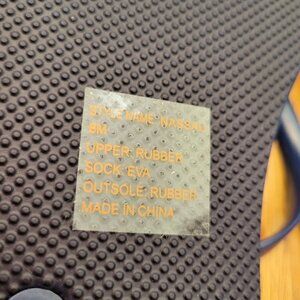 STYLE NAME: NASSAU
8M
UPPER: RUBBER
SOCK: EVA
OUTSOLE: RUBBER
MADE IN CHINA